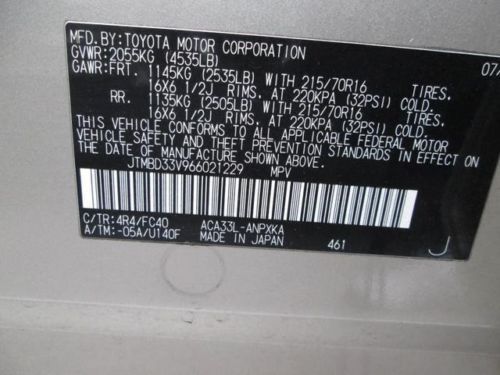 MFD.BY:TOYOTA MOTOR CORPORATION 07/
GVWR:2055KG (4535LB)
GAWR:FRT. 1145KG (2535LB) WITH 215/70R16 TIRES.
16X6 1/2J RIMS. AT 220KPA (32PSI) COLD.
RR. 1135KG (2505LB) WITH 215/70R16 TIRES.
16X6 1/2J RIMS. AT 220KPA (32PSI) COLD.
THIS VEHICLE CONFORMS TO ALL APPLICABLE FEDERAL MOTOR
VEHICLE SAFETY AND THEFT PREVENTION STANDARDS IN EFFECT ON
THE DATE OF MANUFACTURE SHOWN ABOVE.
JTMBD33V966021229 MPV
C/TR:4R4/FC40 ACA33L-ANPXKA
A/TM:-05A/U140F MADE IN JAPAN 461 J